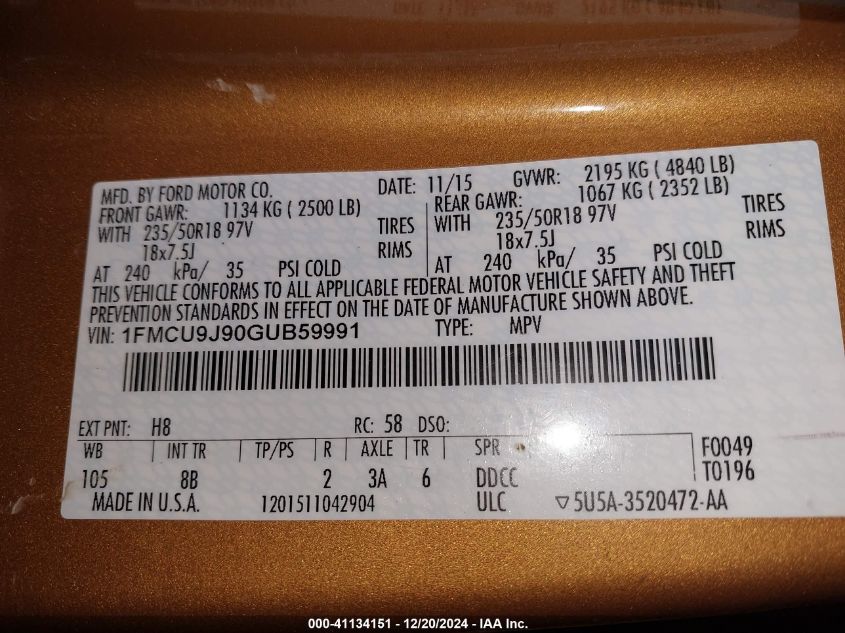 MFD. BY FORD MOTOR CO. DATE: 11/15 GVWR: 2195 KG ( 4840 LB)
FRONT GAWR: 1134 KG ( 2500 LB) REAR GAWR: 1067 KG ( 2352 LB)
WITH 235/50R18 97V TIRES WITH 235/50R18 97V TIRES
18x7.5J RIMS 18x7.5J RIMS
AT 240 kPa/ 35 PSI COLD AT 240 kPa/ 35 PSI COLD
THIS VEHICLE CONFORMS TO ALL APPLICABLE FEDERAL MOTOR VEHICLE SAFETY AND THEFT
PREVENTION STANDARDS IN EFFECT ON THE DATE OF MANUFACTURE SHOWN ABOVE.
VIN: 1FMCU9J90GUB59991 TYPE: MPV
EXT PNT: H8 RC: 58 DSO:
WB INT TR TP/PS R AXLE TR SPR F0049
105 8B 2 3A 6 DDCC T0196
MADE IN U.S.A. 1201511042904 ULC ▽5U5A-3520472-AA
000-41134151 - 12/20/2024 - IAA Inc.